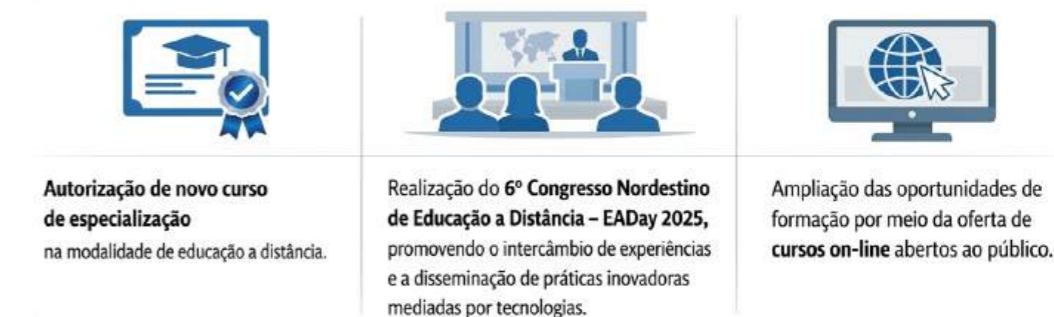 Autorização de novo curso
de especialização
na modalidade de educação a distância.
Realização do 6º Congresso Nordestino
de Educação a Distância – EADay 2025,
promovendo o intercâmbio de experiências
e a disseminação de práticas inovadoras
mediadas por tecnologias.
Ampliação das oportunidades de
formação por meio da oferta de
cursos on-line abertos ao público.